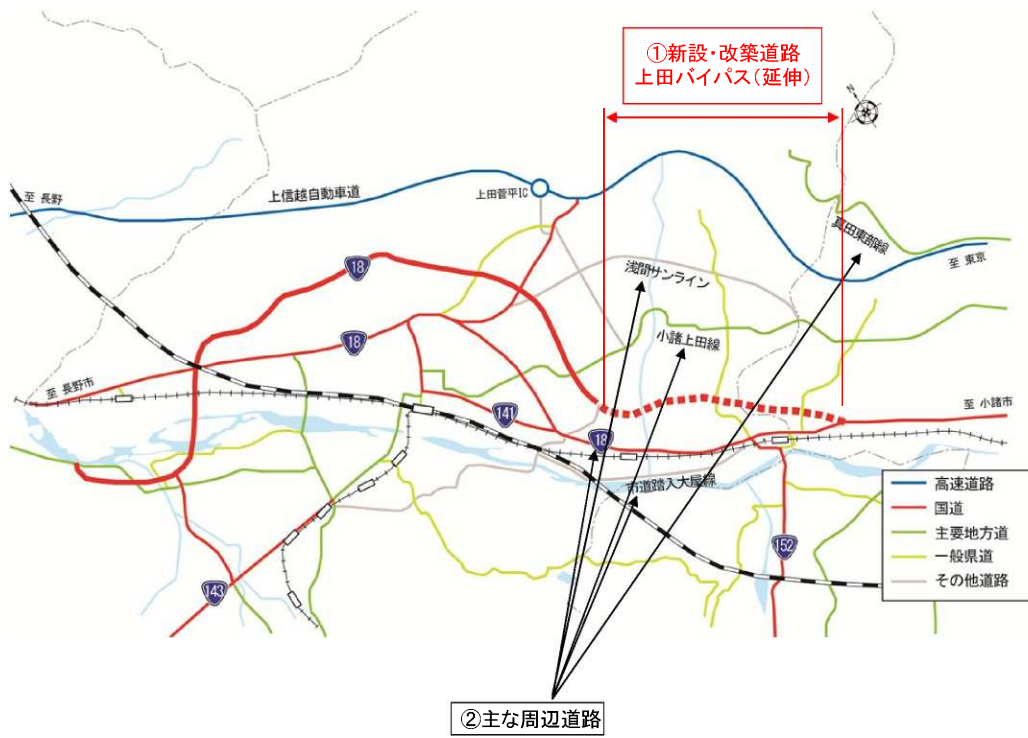 ①新設・改築道路
上田バイパス(延伸)
N
至 長野
上信越自動車道
上田菅平IC
真田東部線
至 東京
18
浅間サンライン
18
小諸上田線
至 長野市
141
至 小諸市
18
市道踏入大屋線
152
143
高速道路
国道
主要地方道
一般県道
その他道路
②主な周辺道路